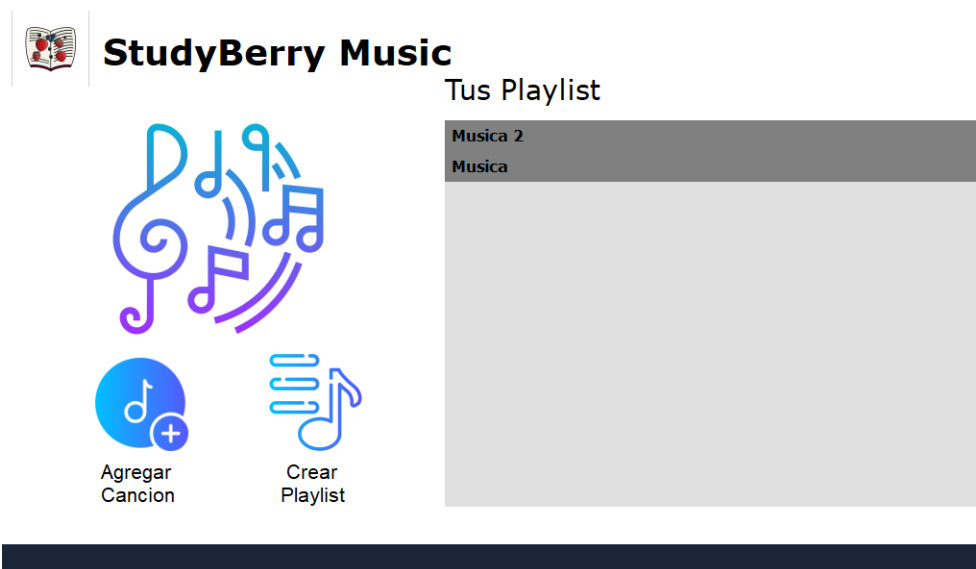 StudyBerry Music
Tus Playlist
Musica 2
Musica
Agregar
Cancion
Crear
Playlist